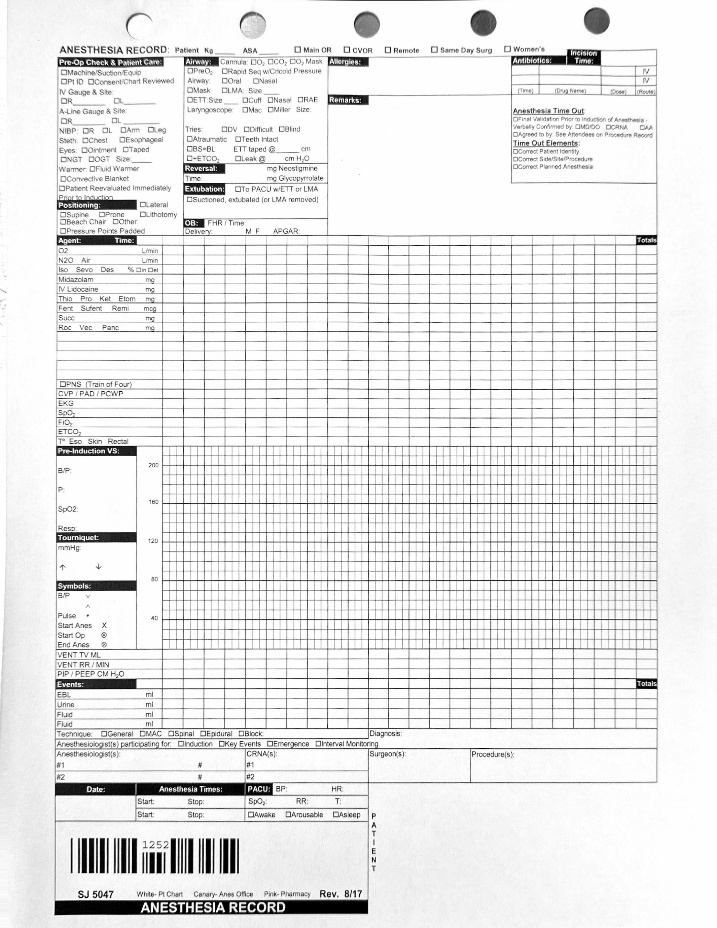 ANESTHESIA RECORD: Patient Kg ____ ASA ____ ☐ Main OR ☐ CVOR ☐ Remote ☐ Same Day Surg ☐ Women's
Pre-Op Check & Patient Care:
☐Machine/Suction/Equip
☐Pt ID ☐Consent/Chart Reviewed
IV Gauge & Site:
☐R________ ☐L________
A-Line Gauge & Site:
☐R________ ☐L________
NIBP: ☐R ☐L ☐Arm ☐Leg
Steth: ☐Chest ☐Esophageal
Eyes: ☐Ointment ☐Taped
☐NGT ☐OGT Size:____
Warmer: ☐Fluid Warmer
☐Convective Blanket
☐Patient Reevaluated Immediately
Prior to Induction
Positioning: ☐Lateral
☐Supine ☐Prone ☐Lithotomy
☐Beach Chair ☐Other:
☐Pressure Points Padded
Airway: Cannula: ☐O2 ☐CO2 ☐O2 Mask
☐PreO2 ☐Rapid Seq w/Cricoid Pressure
Airway: ☐Oral ☐Nasal
☐Mask ☐LMA: Size ____
☐ETT:Size ____ ☐Cuff ☐Nasal ☐RAE
Laryngoscope: ☐Mac ☐Miller Size:
Tries: ☐DV ☐Difficult ☐Blind
☐Atraumatic ☐Teeth Intact
☐BS=BL ETT taped @______ cm
☐+ETCO2 ☐Leak @ cm H2O
Reversal: mg Neostigmine
Time: mg Glycopyrrolate
Extubation: ☐To PACU w/ETT or LMA
☐Suctioned, extubated (or LMA removed)
OB: FHR / Time:
Delivery: M F APGAR:
Allergies:
Remarks:
Antibiotics: Incision Time:
IV
IV
(Time) (Drug Name) (Dose) (Route)
Anesthesia Time Out:
☐Final Validation Prior to Induction of Anesthesia -
Verbally Confirmed by: ☐MD/DO ☐CRNA ☐AA
☐Agreed to by: See Attendees on Procedure Record
Time Out Elements:
☐Correct Patient Identity
☐Correct Side/Site/Procedure
☐Correct Planned Anesthesia
Agent: Time: Totals
O2 L/min
N2O Air L/min
Iso Sevo Des % ☐In ☐Et
Midazolam mg
IV Lidocaine mg
Thio Pro Ket Etom mg
Fent Sufent Remi mcg
Succ mg
Roc Vec Panc mg
☐PNS (Train of Four)
CVP / PAD / PCWP
EKG
SpO2
FiO2
ETCO2
T° Eso Skin Rectal
Pre-Induction VS:
200
B/P:
P:
160
SpO2:
Resp:
Tourniquet:
120
mmHg:
↑ ↓
80
Symbols:
B/P ˅
˄
Pulse •
40
Start Anes X
Start Op ⊗
End Anes ⊗
VENT TV ML
VENT RR / MIN
PIP / PEEP CM H2O
Events: Totals
EBL ml
Urine ml
Fluid ml
Fluid ml
Technique: ☐General ☐MAC ☐Spinal ☐Epidural ☐Block: Diagnosis:
Anesthesiologist(s) participating for: ☐Induction ☐Key Events ☐Emergence ☐Interval Monitoring
Anesthesiologist(s): CRNA(s): Surgeon(s): Procedure(s):
#1 # #1
#2 # #2
Date: Anesthesia Times: PACU: BP: HR:
Start: Stop: SpO2: RR: T:
Start: Stop: ☐Awake ☐Arousable ☐Asleep
PATIENT
1252
SJ 5047 White- Pt Chart Canary- Anes Office Pink- Pharmacy Rev. 8/17
ANESTHESIA RECORD